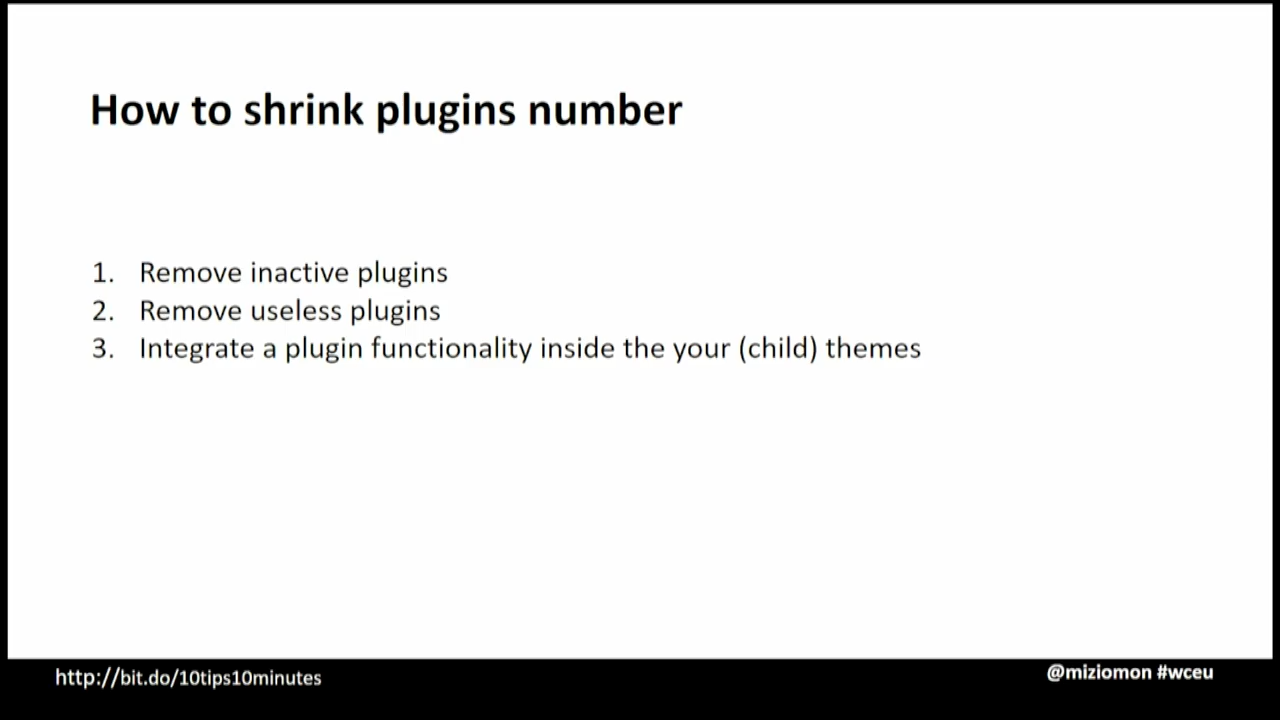 How to shrink plugins number
1. Remove inactive plugins
2. Remove useless plugins
3. Integrate a plugin functionality inside the your (child) themes
http://bit.do/10tips10minutes
@miziomon #wceu